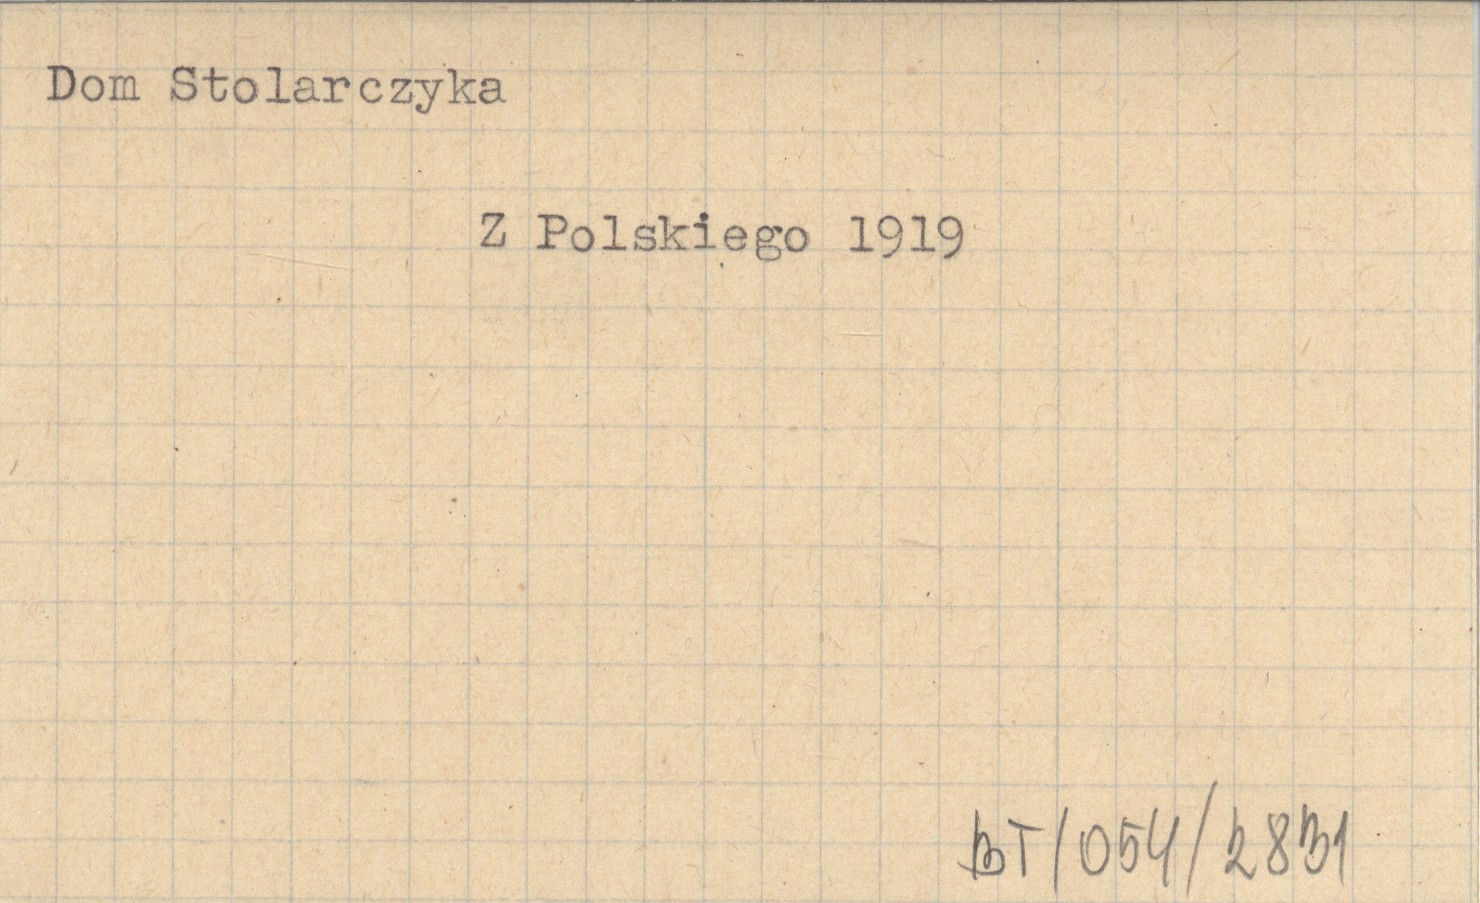 Dom Stolarczyka
Z Polskiego 1919
BT/054/2831